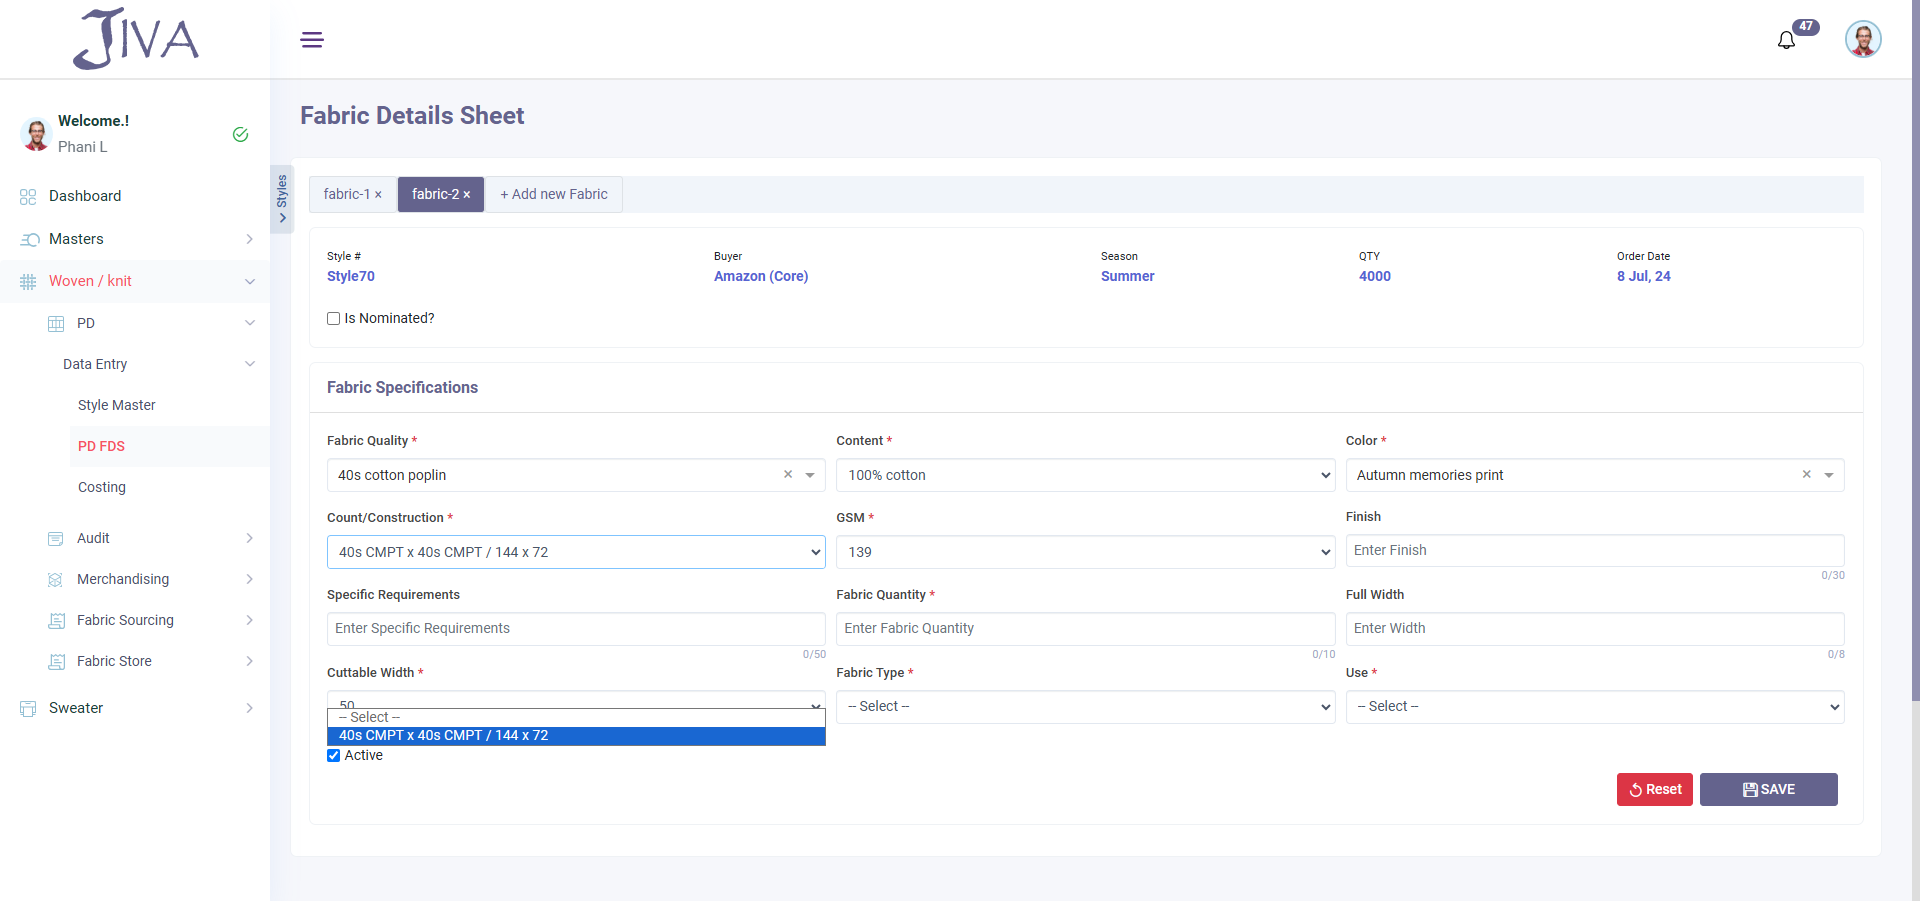 JIVA
47
Welcome.!
Phani L
Dashboard
Masters
Woven / knit
PD
Data Entry
Style Master
PD FDS
Costing
Audit
Merchandising
Fabric Sourcing
Fabric Store
Sweater
Styles
Fabric Details Sheet
fabric-1 × fabric-2 × + Add new Fabric
Style # Buyer Season QTY Order Date
Style70 Amazon (Core) Summer 4000 8 Jul, 24
Is Nominated?
Fabric Specifications
Fabric Quality * Content * Color *
40s cotton poplin × 100% cotton Autumn memories print ×
Count/Construction * GSM * Finish
40s CMPT x 40s CMPT / 144 x 72 139 Enter Finish
0/30
Specific Requirements Fabric Quantity * Full Width
Enter Specific Requirements Enter Fabric Quantity Enter Width
0/50 0/10 0/8
Cuttable Width * Fabric Type * Use *
50 -- Select -- -- Select --
-- Select --
40s CMPT x 40s CMPT / 144 x 72
Active
Reset SAVE